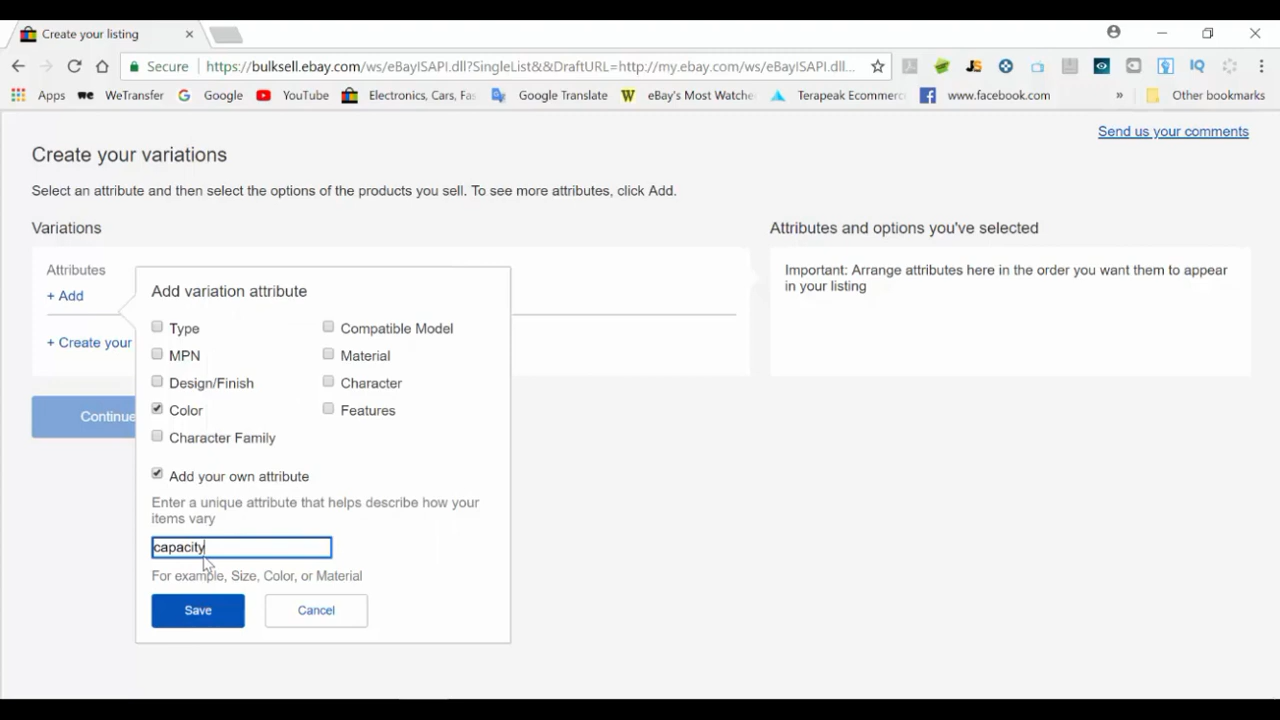 Create your listing
Secure
https://bulksell.ebay.com/ws/eBayISAPI.dll?SingleList&&DraftURL=http://my.ebay.com/ws/eBayISAPI.dll...
JS
IQ
Apps
we WeTransfer
G Google
YouTube
Electronics, Cars, Fas
Google Translate
W eBay's Most Watche
Terapeak Ecommerc
f www.facebook.com
»
Other bookmarks
Send us your comments
Create your variations
Select an attribute and then select the options of the products you sell. To see more attributes, click Add.
Variations
Attributes
+ Add
+ Create your
Continue
Add variation attribute
Type
Compatible Model
MPN
Material
Design/Finish
Character
Color
Features
Character Family
Add your own attribute
Enter a unique attribute that helps describe how your
items vary
capacity
For example, Size, Color, or Material
Save
Cancel
Attributes and options you've selected
Important: Arrange attributes here in the order you want them to appear
in your listing